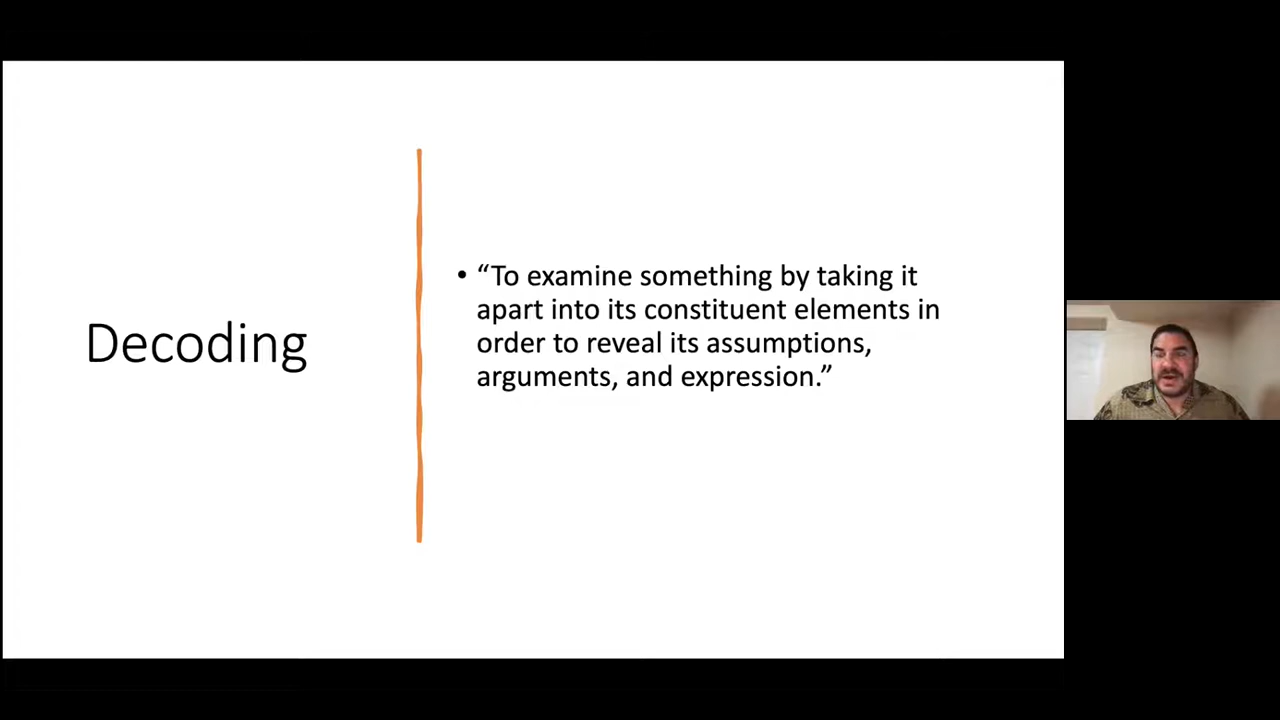 Decoding
• “To examine something by taking it
apart into its constituent elements in
order to reveal its assumptions,
arguments, and expression.”